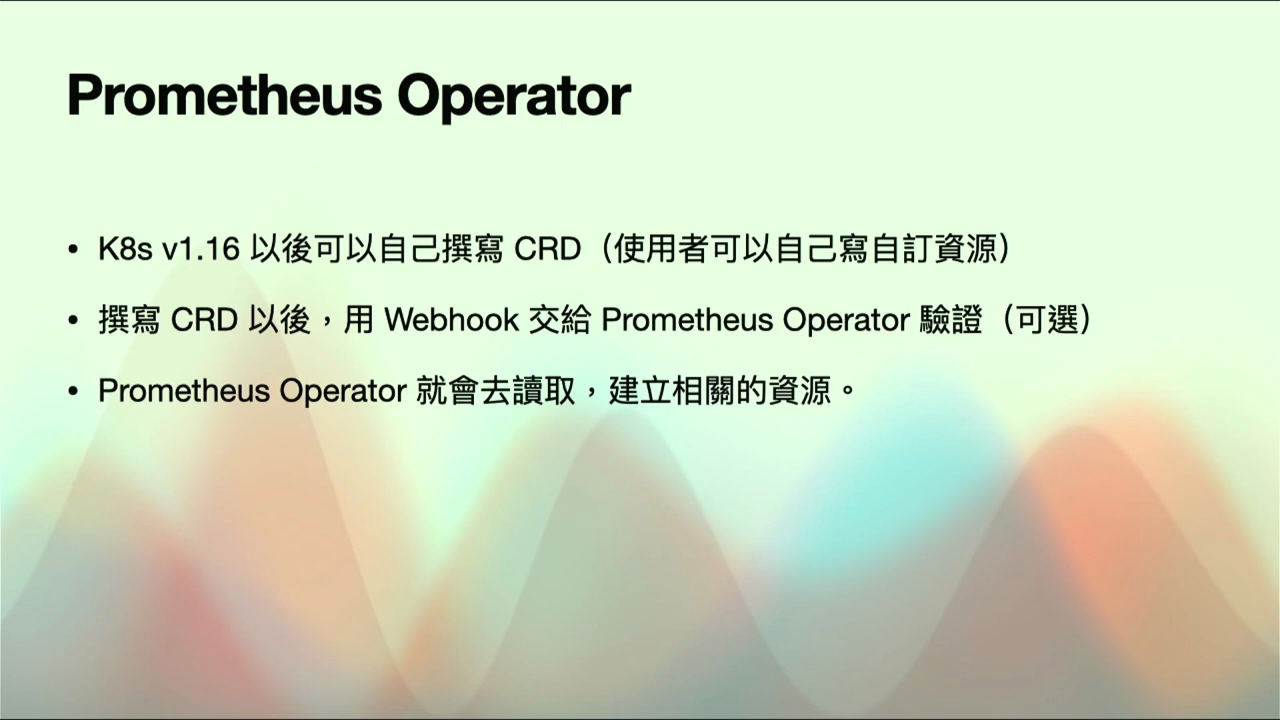 Prometheus Operator
• K8s v1.16 以後可以自己撰寫 CRD（使用者可以自己寫自訂資源）
• 撰寫 CRD 以後，用 Webhook 交給 Prometheus Operator 驗證（可選）
• Prometheus Operator 就會去讀取，建立相關的資源。